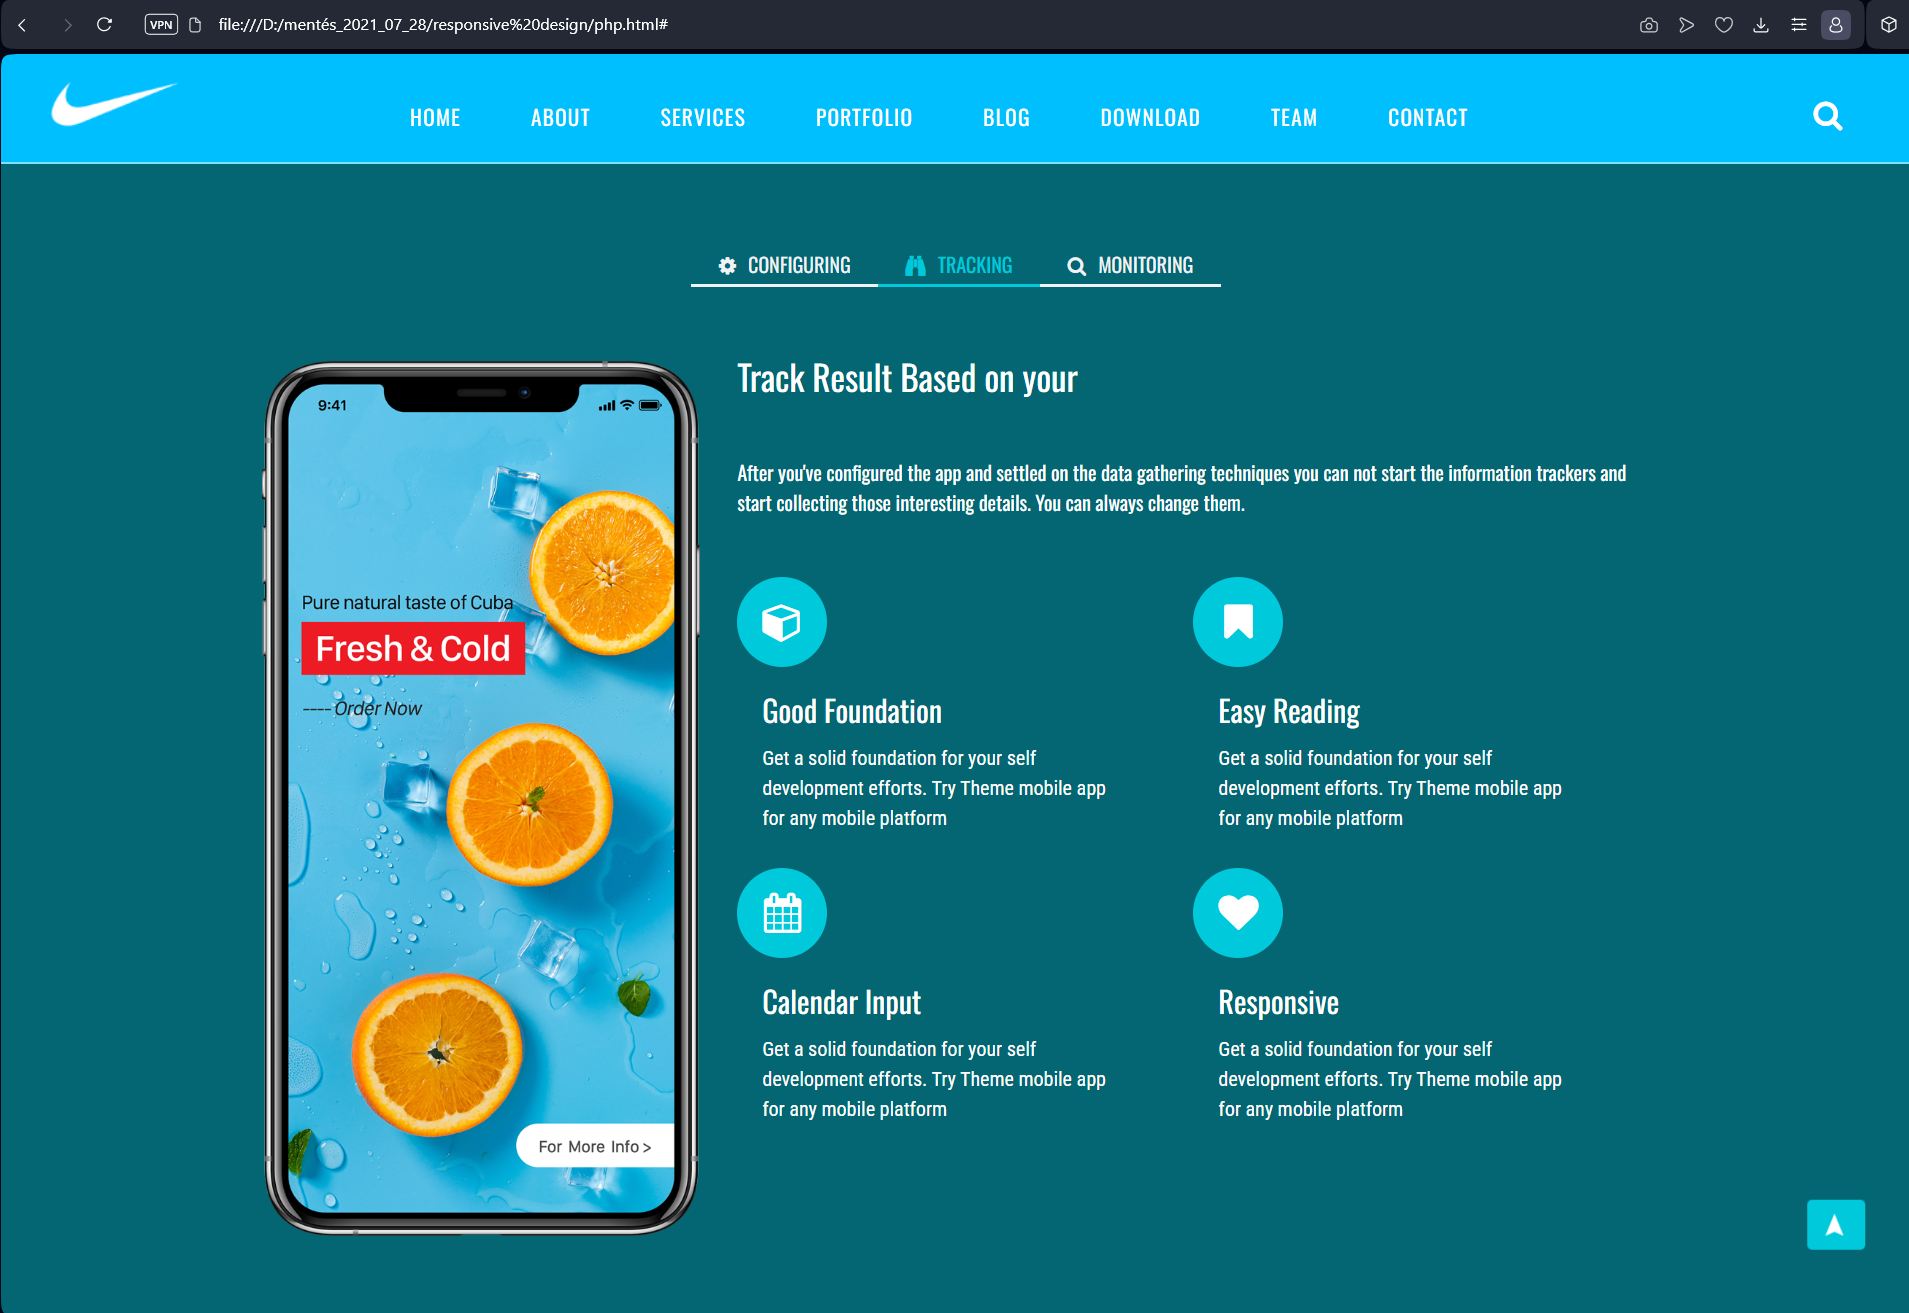 VPN
file:///D:/mentés_2021_07_28/responsive%20design/php.html#
HOME
ABOUT
SERVICES
PORTFOLIO
BLOG
DOWNLOAD
TEAM
CONTACT
CONFIGURING
TRACKING
MONITORING
9:41
Pure natural taste of Cuba
Fresh & Cold
---- Order Now
For More Info >
Track Result Based on your
After you've configured the app and settled on the data gathering techniques you can not start the information trackers and
start collecting those interesting details. You can always change them.
Good Foundation
Get a solid foundation for your self
development efforts. Try Theme mobile app
for any mobile platform
Easy Reading
Get a solid foundation for your self
development efforts. Try Theme mobile app
for any mobile platform
Calendar Input
Get a solid foundation for your self
development efforts. Try Theme mobile app
for any mobile platform
Responsive
Get a solid foundation for your self
development efforts. Try Theme mobile app
for any mobile platform